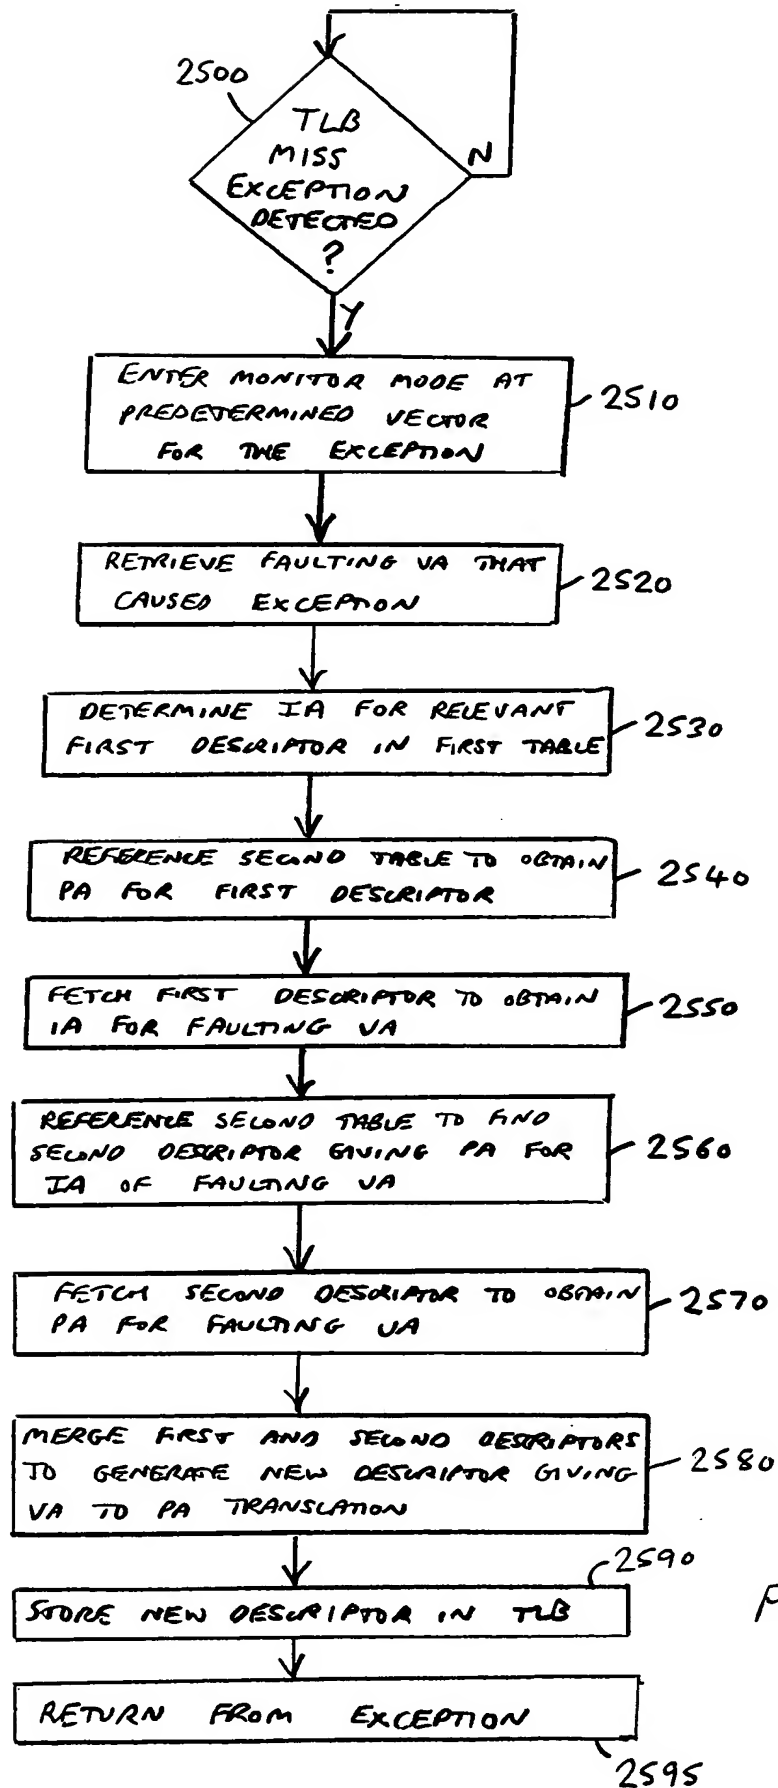 2500
TLB
MISS
EXCEPTION
DETECTED
?
N
Y
ENTER MONITOR MODE AT
PREDETERMINED VECTOR
FOR THE EXCEPTION
2510
RETRIEVE FAULTING VA THAT
CAUSED EXCEPTION
2520
DETERMINE IA FOR RELEVANT
FIRST DESCRIPTOR IN FIRST TABLE
2530
REFERENCE SECOND TABLE TO OBTAIN
PA FOR FIRST DESCRIPTOR
2540
FETCH FIRST DESCRIPTOR TO OBTAIN
IA FOR FAULTING VA
2550
REFERENCE SECOND TABLE TO FIND
SECOND DESCRIPTOR GIVING PA FOR
IA OF FAULTING VA
2560
FETCH SECOND DESCRIPTOR TO OBTAIN
PA FOR FAULTING VA
2570
MERGE FIRST AND SECOND DESCRIPTORS
TO GENERATE NEW DESCRIPTOR GIVING
VA TO PA TRANSLATION
2580
2590
STORE NEW DESCRIPTOR IN TLB
RETURN FROM EXCEPTION
2595